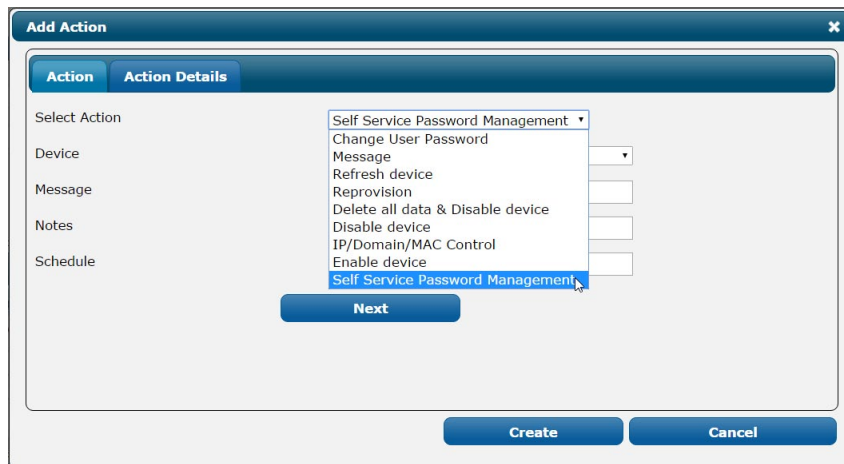 Add Action
Action Action Details
Select Action Self Service Password Management
Change User Password
Device
Message
Refresh device
Message
Reprovision
Delete all data & Disable device
Notes
Disable device
IP/Domain/MAC Control
Schedule
Enable device
Self Service Password Management
Next
Create Cancel